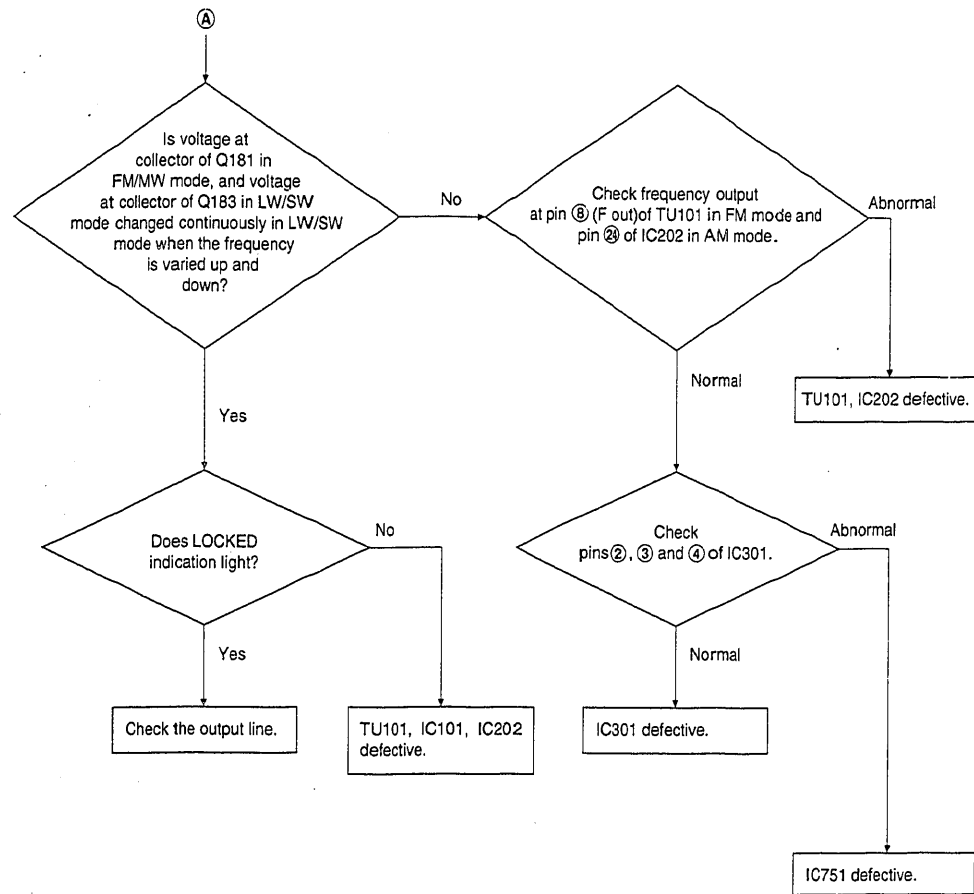 Ⓐ
Is voltage at
collector of Q181 in
FM/MW mode, and voltage
at collector of Q183 in LW/SW
mode changed continuously in LW/SW
mode when the frequency
is varied up and
down?
No
Check frequency output
at pin ⑧ (F out)of TU101 in FM mode and
pin ㉔ of IC202 in AM mode.
Abnormal
TU101, IC202 defective.
Normal
Yes
Does LOCKED
indication light?
No
Check
pins②, ③ and ④ of IC301.
Abnormal
Yes
Normal
Check the output line.
TU101, IC101, IC202
defective.
IC301 defective.
IC751 defective.